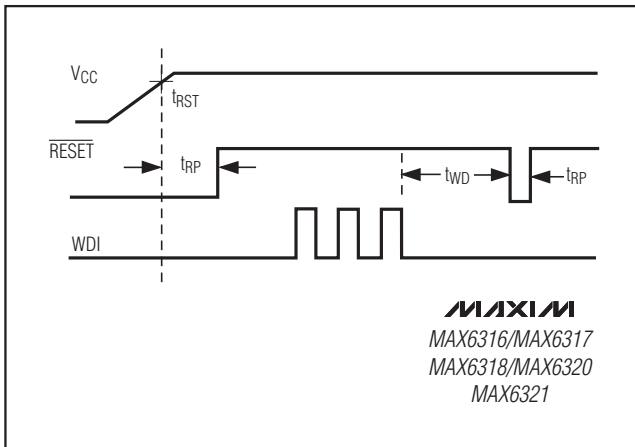 VCC
tRST
RESET
tRP
tWD
tRP
WDI
MAXIM
MAX6316/MAX6317
MAX6318/MAX6320
MAX6321